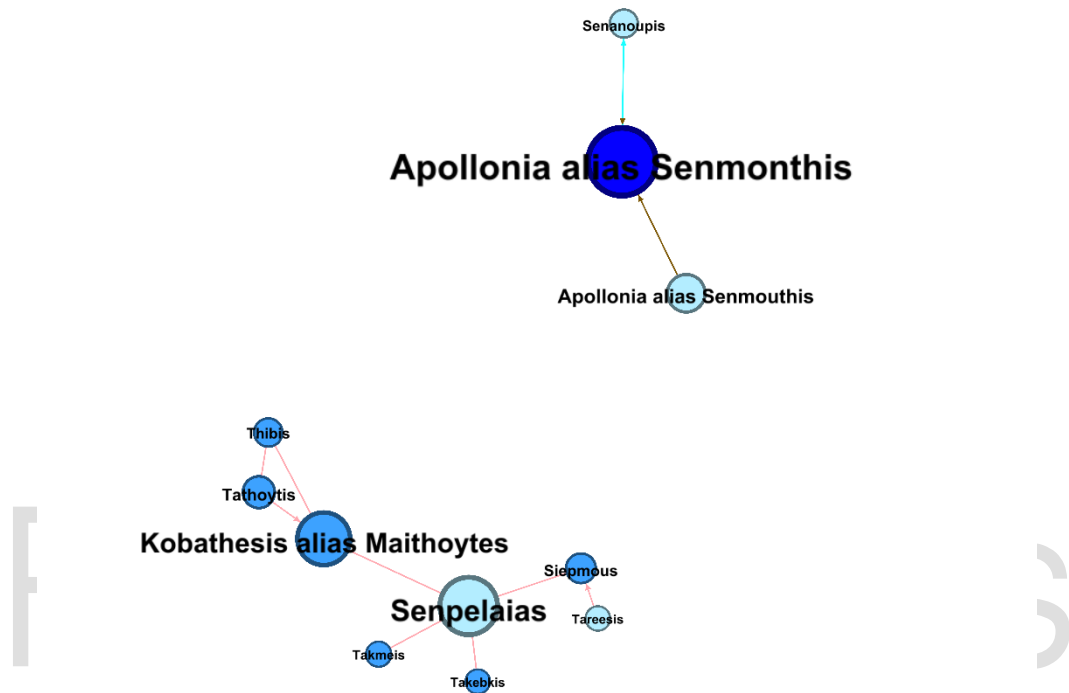 Senanoupis
Apollonia alias Senmonthis
Apollonia alias Senmouthis
Thibis
Tathoytis
Kobathesis alias Maithoytes
Siepmous
Senpelaias
Tareesis
Takmeis
Takebkis